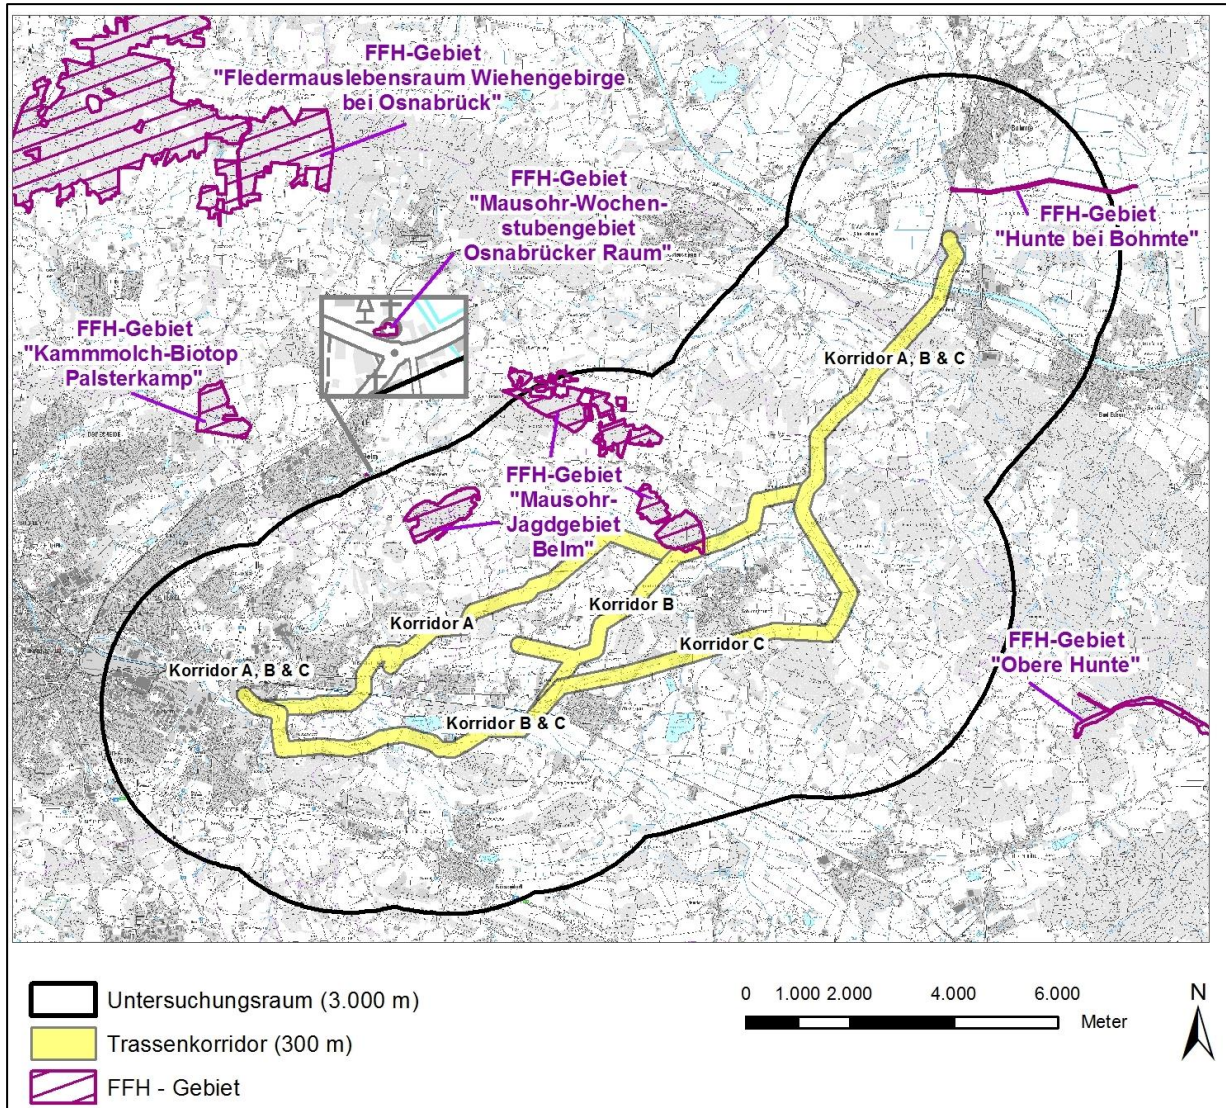 FFH-Gebiet
"Fledermauslebensraum Wiehengebirge
bei Osnabrück"
FFH-Gebiet
"Mausohr-Wochen-
stubengebiet
Osnabrücker Raum"
FFH-Gebiet
"Hunte bei Bohmte"
FFH-Gebiet
"Kammmolch-Biotop
Palsterkamp"
Korridor A, B & C
FFH-Gebiet
"Mausohr-
Jagdgebiet
Belm"
Korridor B
Korridor A
Korridor C
FFH-Gebiet
"Obere Hunte"
Korridor A, B & C
Korridor B & C
Untersuchungsraum (3.000 m)
Trassenkorridor (300 m)
FFH - Gebiet
0 1.000 2.000 4.000 6.000
Meter
N